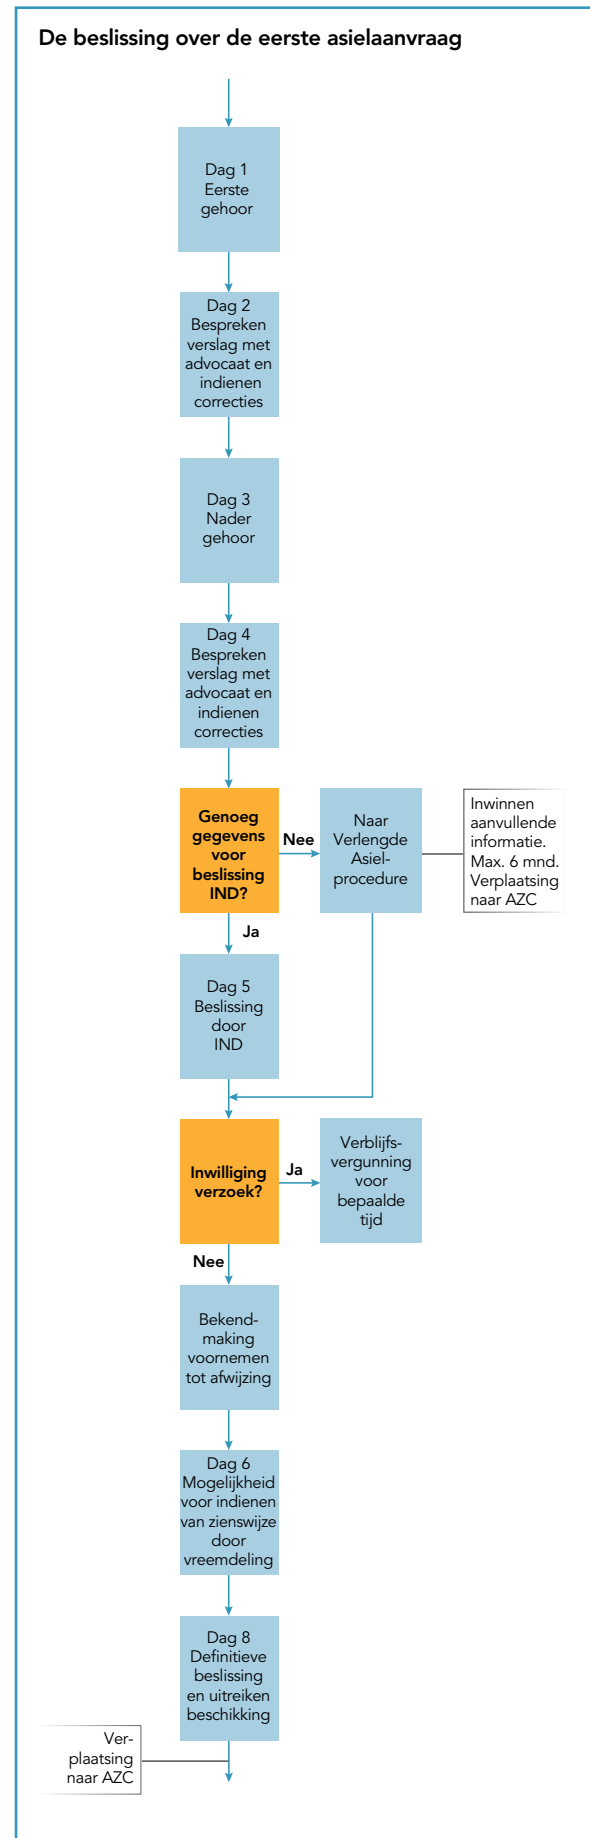 De beslissing over de eerste asielaanvraag
Dag 1
Eerste
gehoor
Dag 2
Bespreken
verslag met
advocaat en
indienen
correcties
Dag 3
Nader
gehoor
Dag 4
Bespreken
verslag met
advocaat en
indienen
correcties
Genoeg
gegevens
voor
beslissing
IND?
Nee
Naar
Verlengde
Asiel-
procedure
Inwinnen
aanvullende
informatie.
Max. 6 mnd.
Verplaatsing
naar AZC
Ja
Dag 5
Beslissing
door
IND
Inwilliging
verzoek?
Ja
Verblijfs-
vergunning
voor
bepaalde
tijd
Nee
Bekend-
making
voornemen
tot afwijzing
Dag 6
Mogelijkheid
voor indienen
van zienswijze
door
vreemdeling
Dag 8
Definitieve
beslissing
en uitreiken
beschikking
Ver-
plaatsing
naar AZC